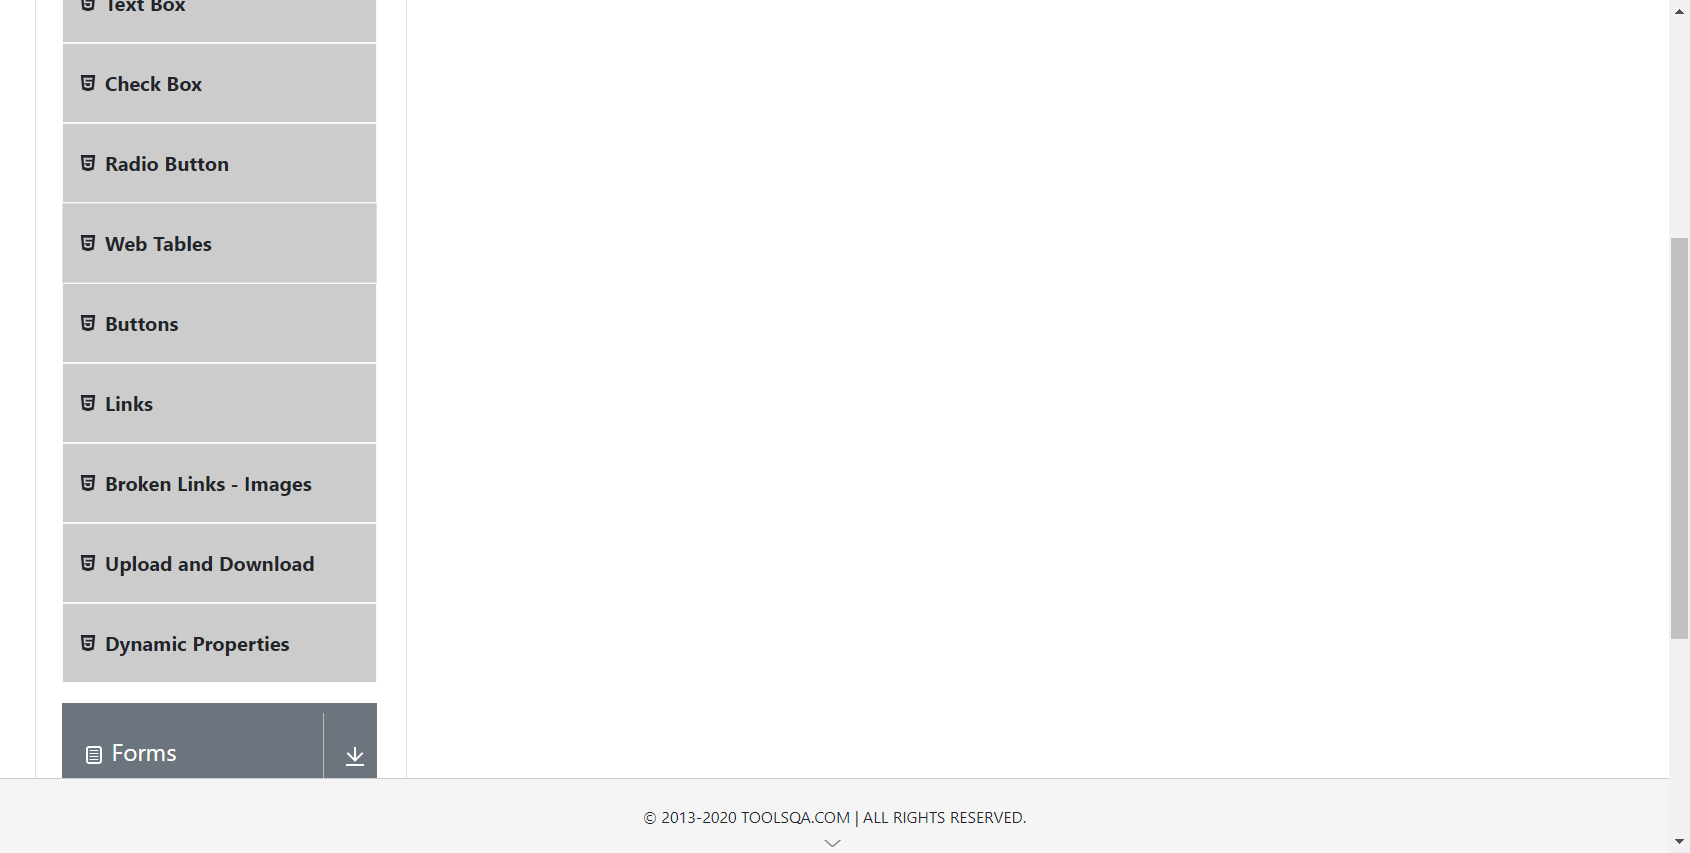 Text Box
Check Box
Radio Button
Web Tables
Buttons
Links
Broken Links - Images
Upload and Download
Dynamic Properties
Forms
© 2013-2020 TOOLSQA.COM | ALL RIGHTS RESERVED.